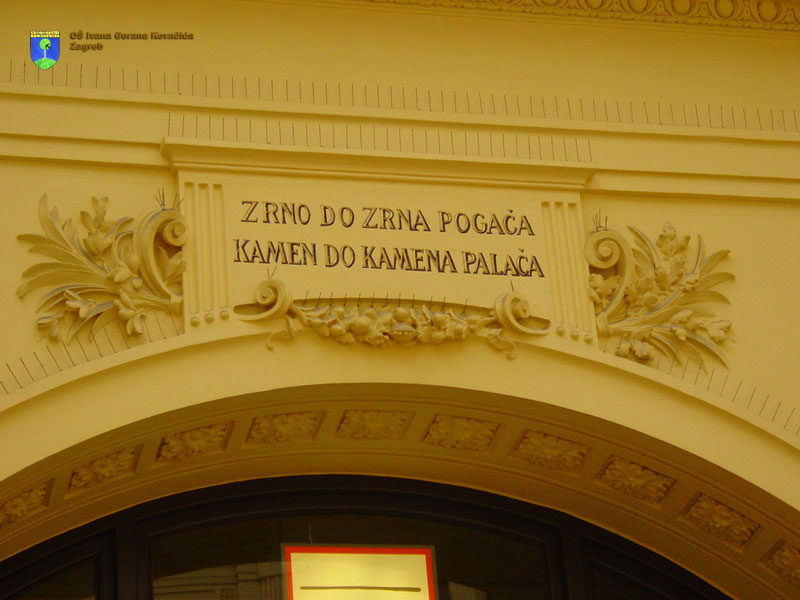 OŠ Ivana Gorana Kovačića
Zagreb
ZRNO DO ZRNA POGAČA
KAMEN DO KAMENA PALAČA